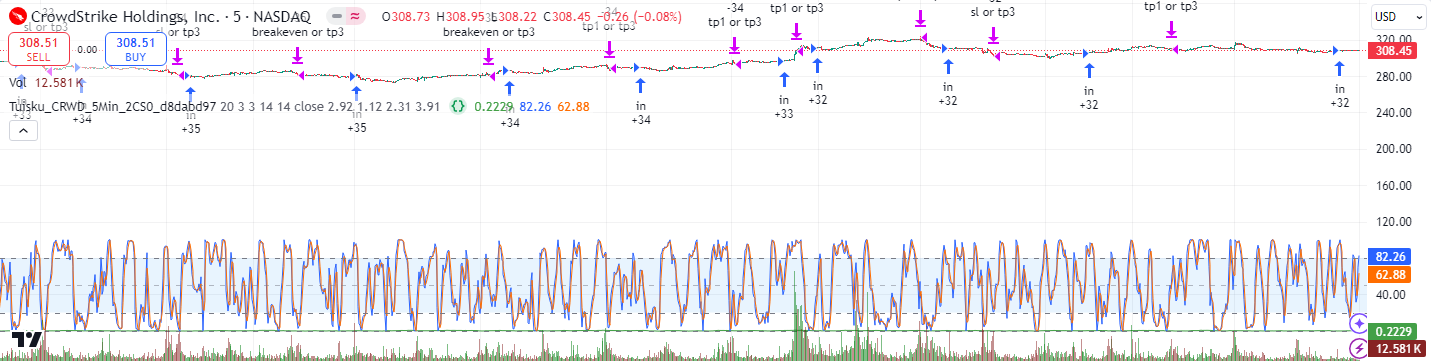 CrowdStrike Holdings, Inc. · 5 · NASDAQ O308.73 H308.95 L308.22 C308.45 −0.26 (−0.08%)
308.51
SELL
0.00
308.51
BUY
Vol 12.581 K
20 3 3 14 14 close 2.92 1.12 2.31 3.91 0.2229 82.26 62.88
sl or tp3
breakeven or tp3
breakeven or tp3
tp1 or tp3
-34
tp1 or tp3
tp1 or tp3
sl or tp3
tp1 or tp3
+33
+34
in
+35
in
+35
in
+34
in
+34
in
+33
in
+32
in
+32
in
+32
in
+32
USD
320.00
308.45
280.00
240.00
200.00
160.00
120.00
82.26
62.88
40.00
0.2229
12.581 K